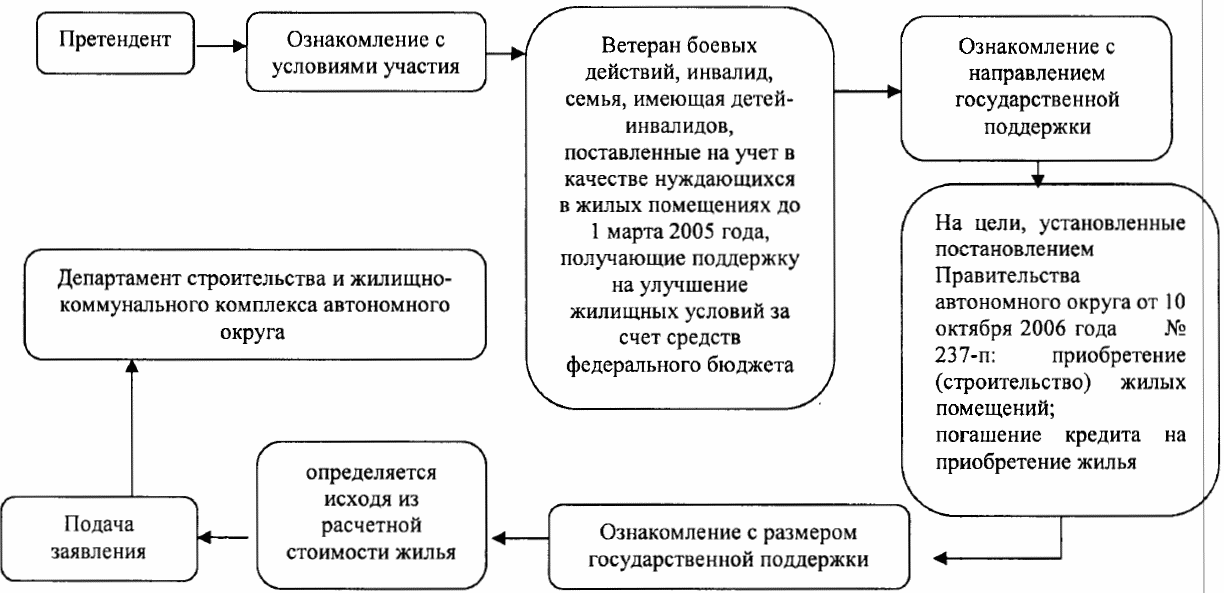 Претендент
Ознакомление с
условиями участия
Ветеран боевых
действий, инвалид,
семья, имеющая детей-
инвалидов,
поставленные на учет в
качестве нуждающихся
в жилых помещениях до
1 марта 2005 года,
получающие поддержку
на улучшение
жилищных условий за
счет средств
федерального бюджета
Ознакомление с
направлением
государственной
поддержки
На цели, установленные
постановлением
Правительства
автономного округа от 10
октября 2006 года №
237-п: приобретение
(строительство) жилых
помещений;
погашение кредита на
приобретение жилья
Ознакомление с размером
государственной поддержки
определяется
исходя из
расчетной
стоимости жилья
Подача
заявления
Департамент строительства и жилищно-
коммунального комплекса автономного
округа